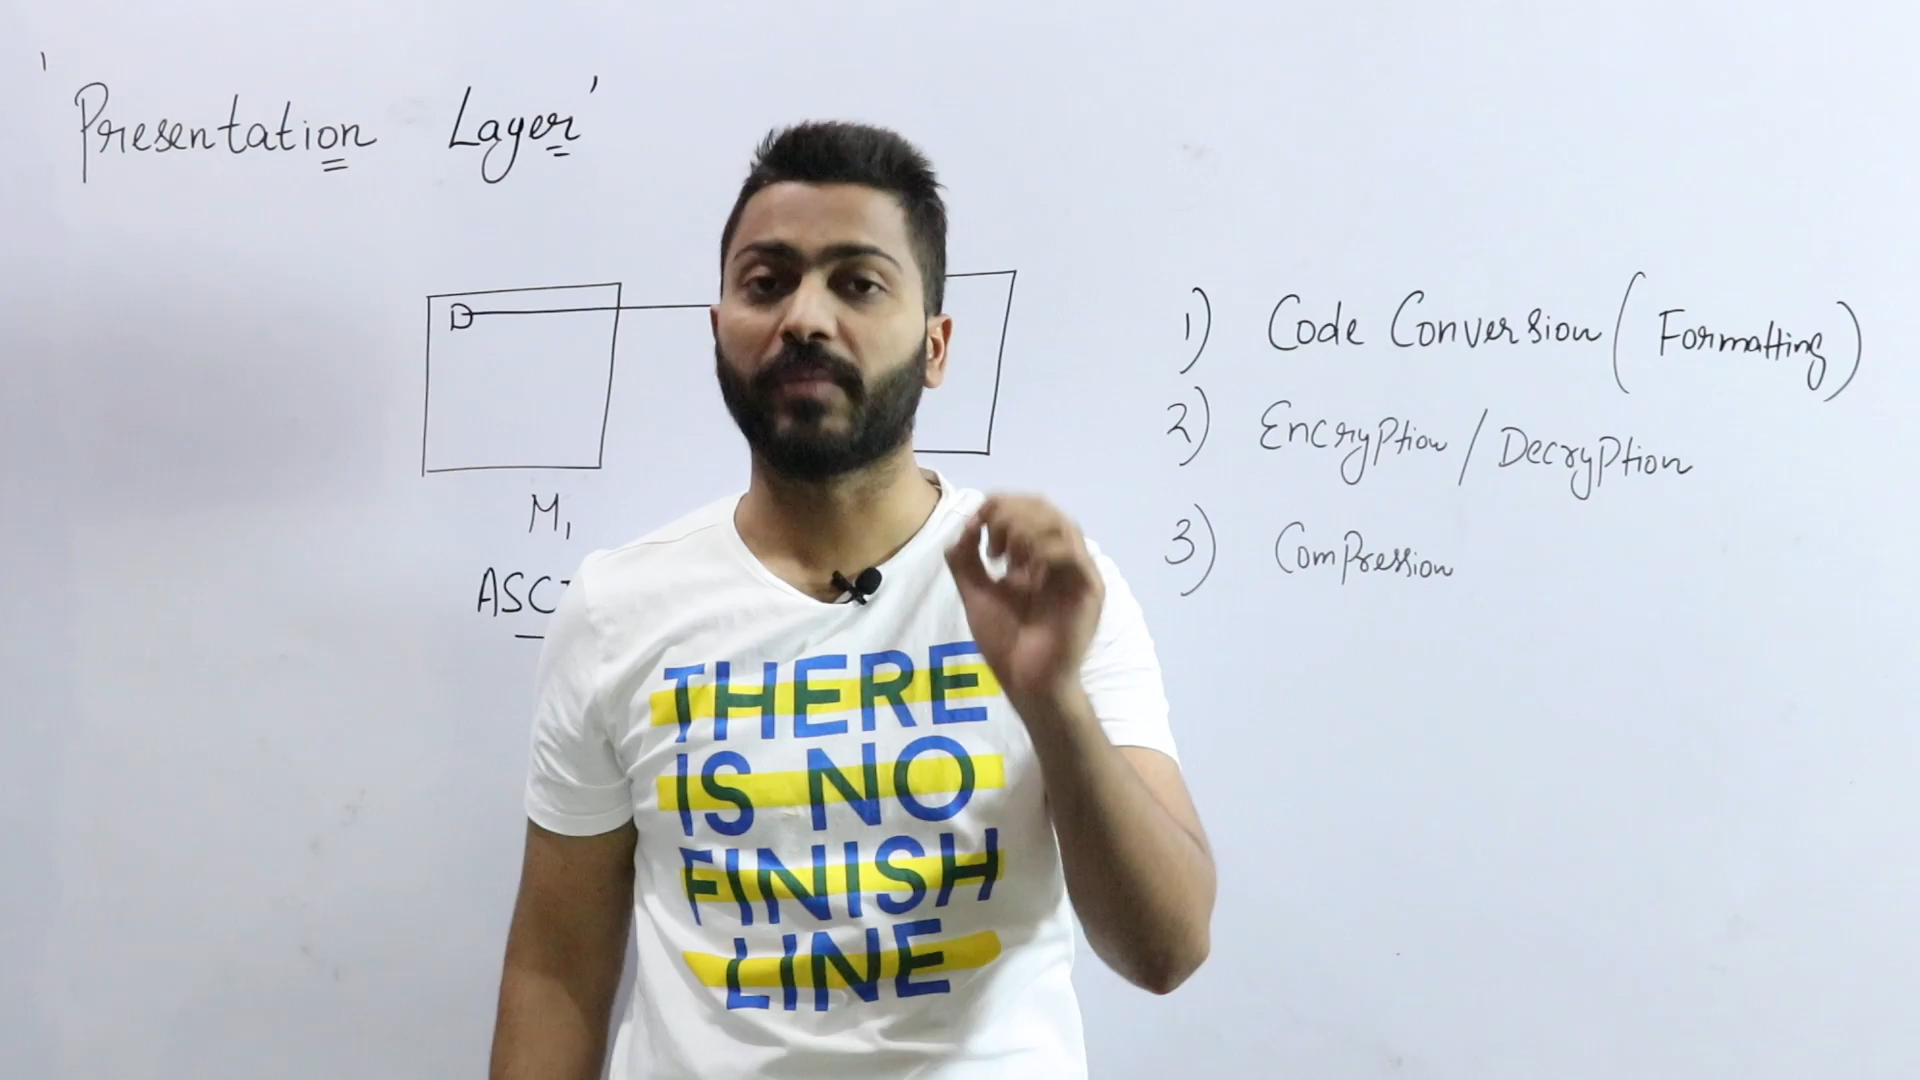 'Presentation Layer'
D
M1
1) Code Conversion (Formatting)
2) Encryption / Decryption
3) Compression
THERE
IS NO
FINISH
LINE